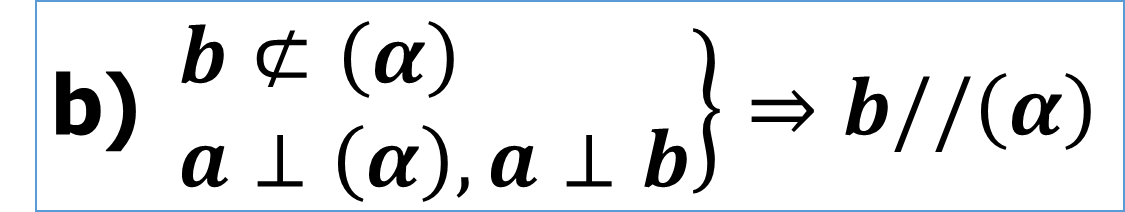 b) b ⊄ (α)
a ⊥ (α), a ⊥ b} ⇒ b//(α)